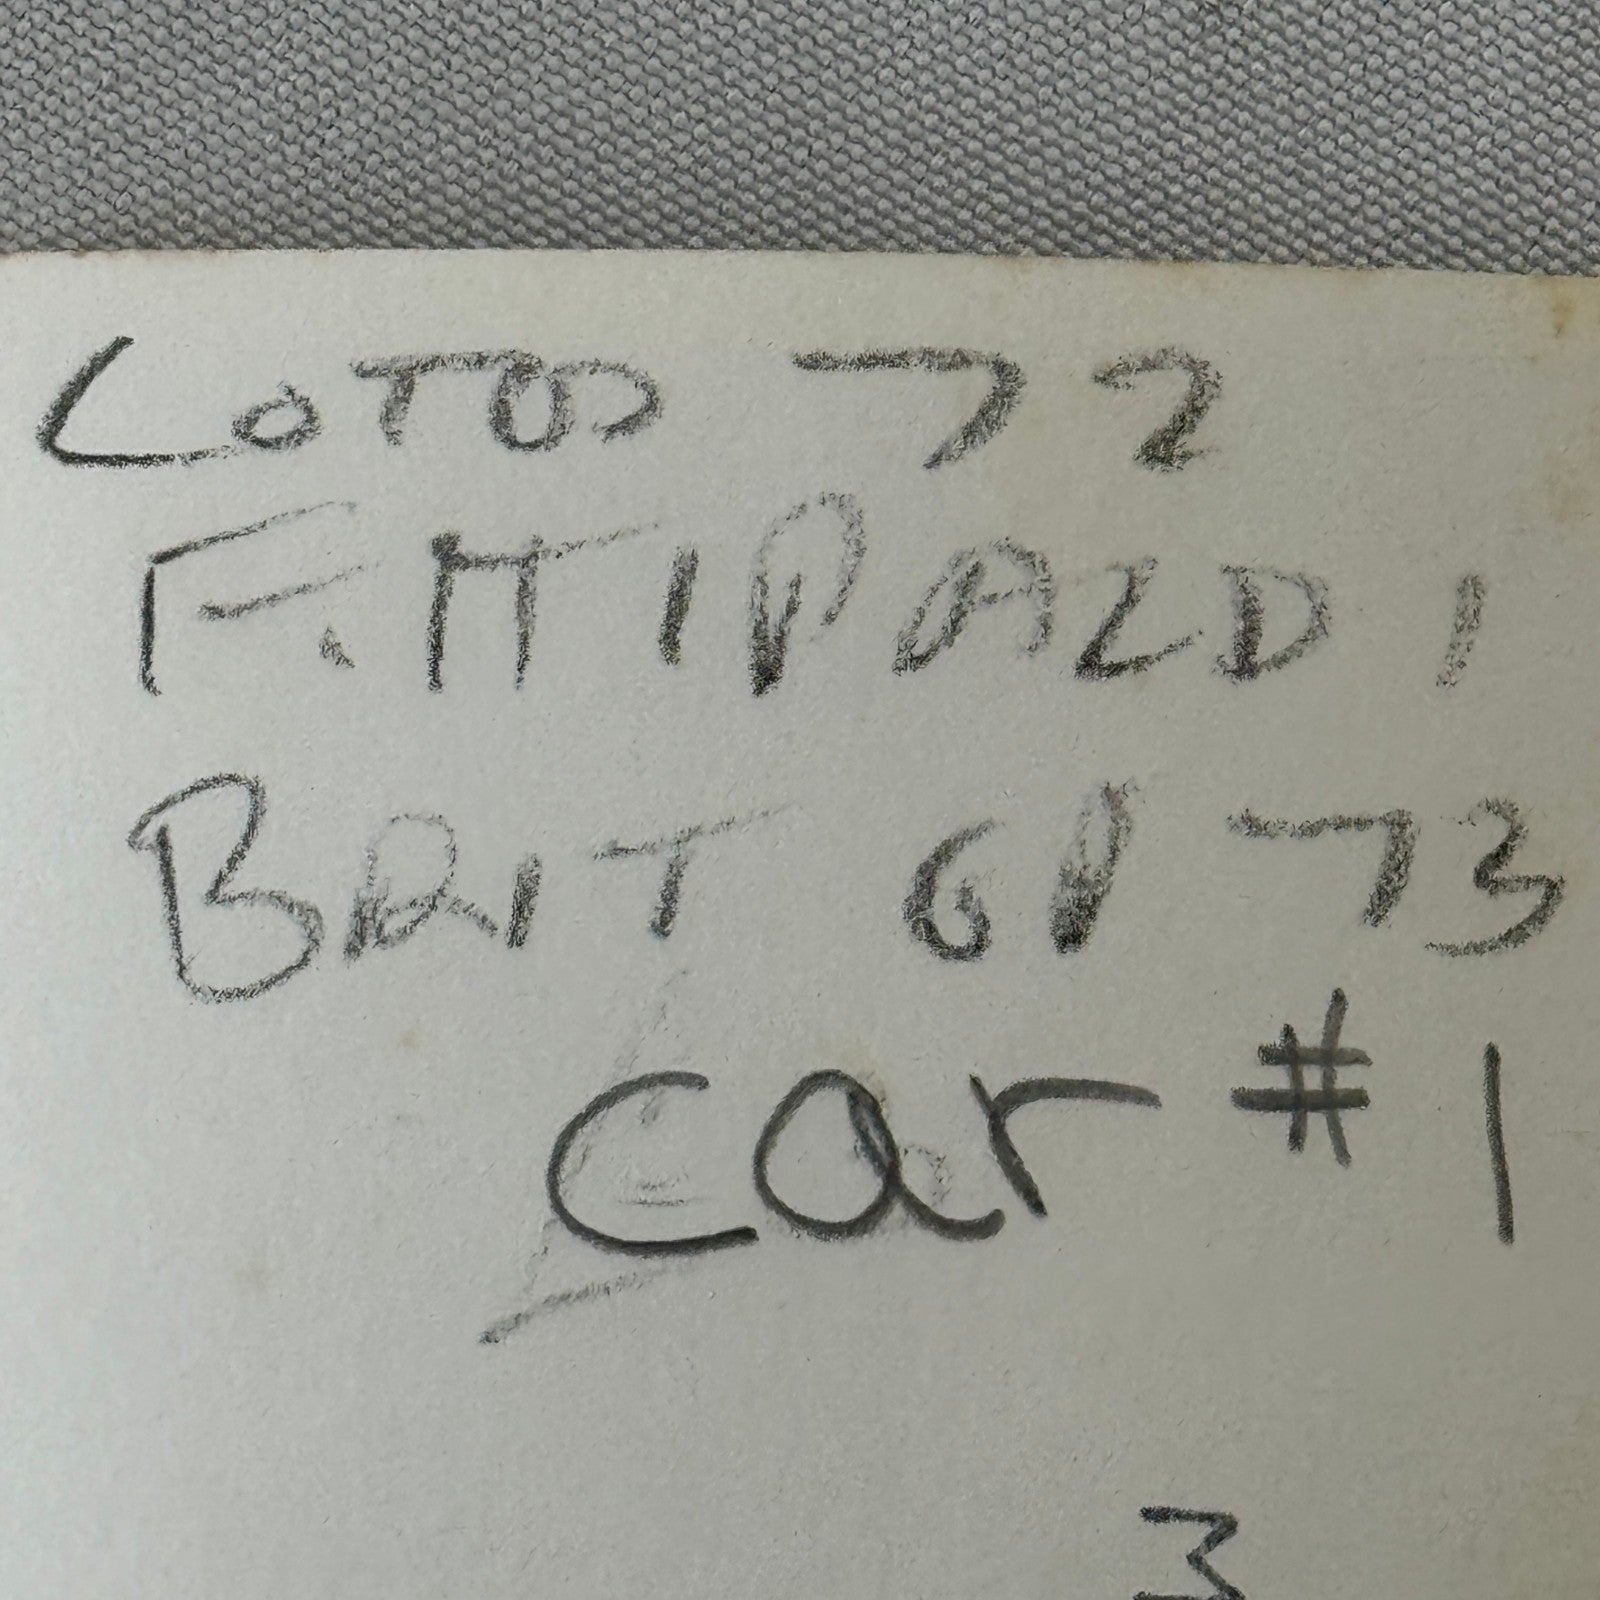 LOTUS 72
FITTIPALDI
BRIT GP 73
Car # 1
3